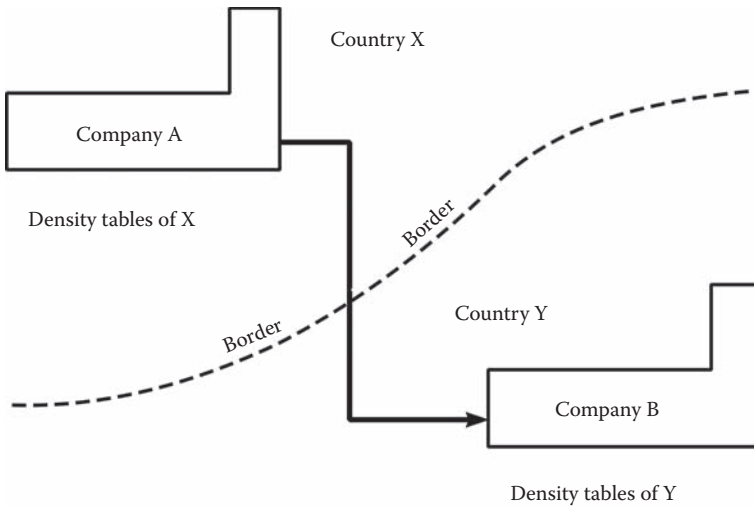 Country X
Company A
Density tables of X
Border
Border
Country Y
Company B
Density tables of Y